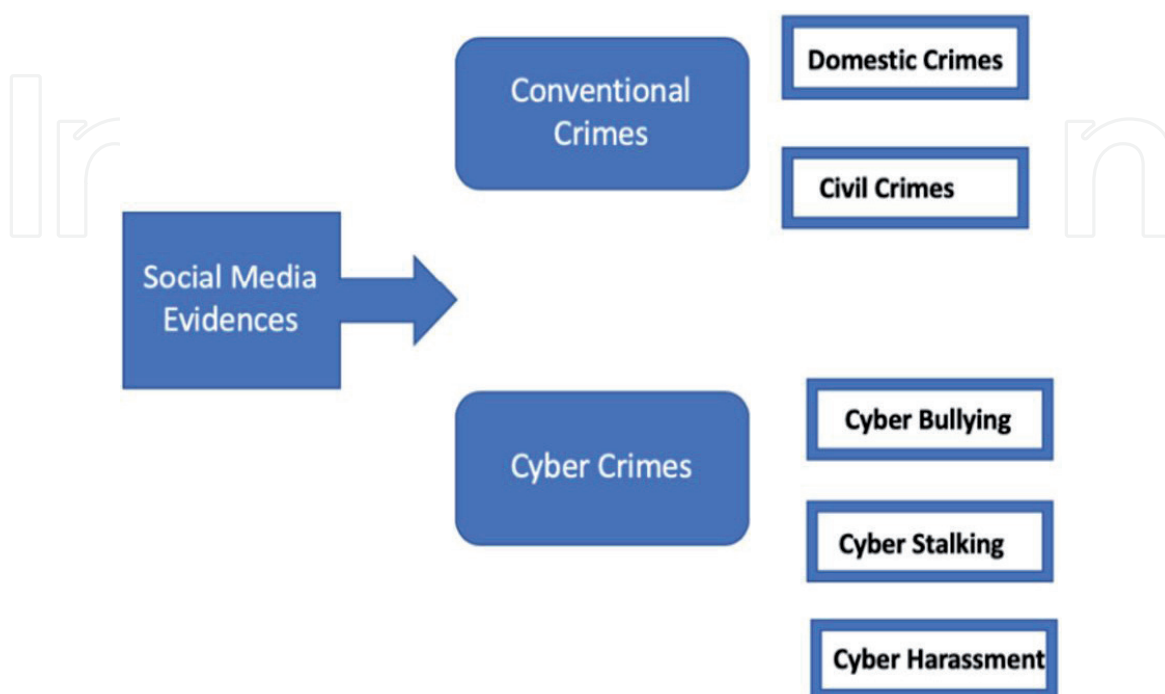 Social Media
Evidences
Conventional
Crimes
Domestic Crimes
Civil Crimes
Cyber Crimes
Cyber Bullying
Cyber Stalking
Cyber Harassment